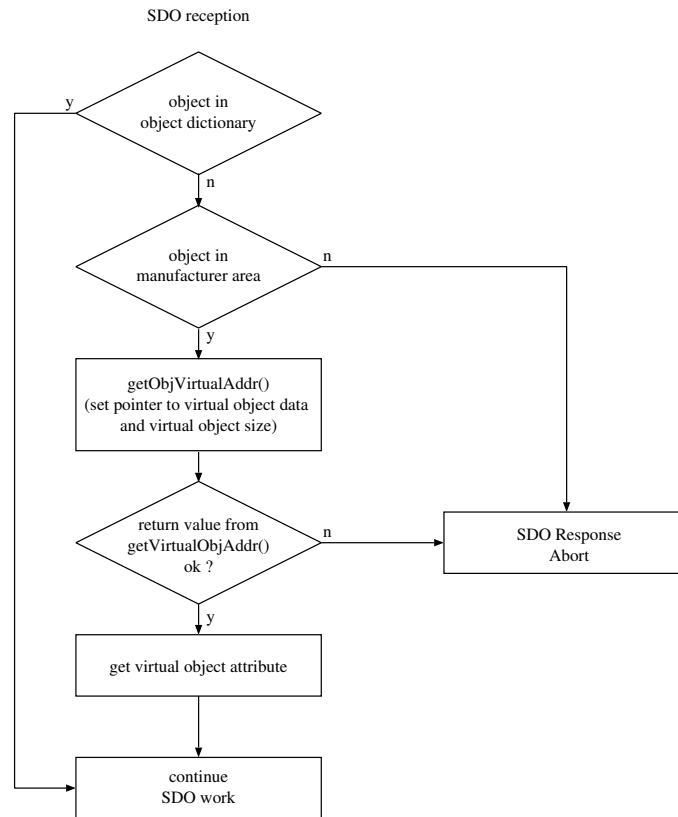 SDO reception
y
object in
object dictionary
n
object in
manufacturer area
n
y
getObjVirtualAddr()
(set pointer to virtual object data
and virtual object size)
return value from
getVirtualObjAddr()
ok ?
n
SDO Response
Abort
y
get virtual object attribute
continue
SDO work